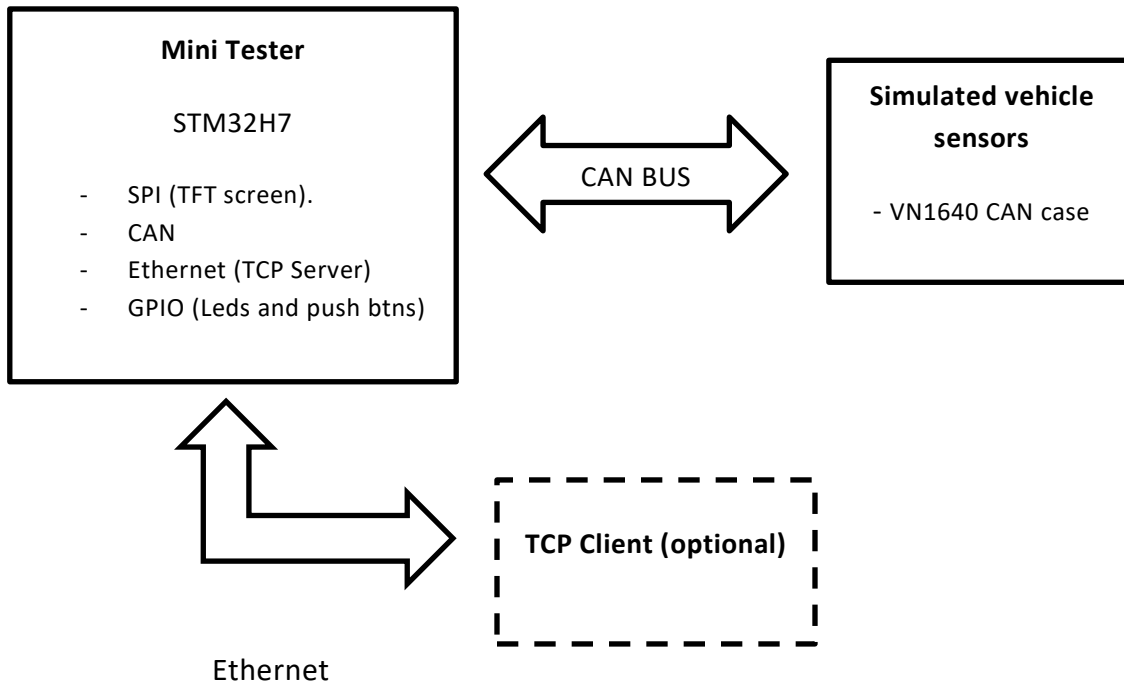 Mini Tester
STM32H7
- SPI (TFT screen).
- CAN
- Ethernet (TCP Server)
- GPIO (Leds and push btns)
CAN BUS
Simulated vehicle
sensors
- VN1640 CAN case
TCP Client (optional)
Ethernet